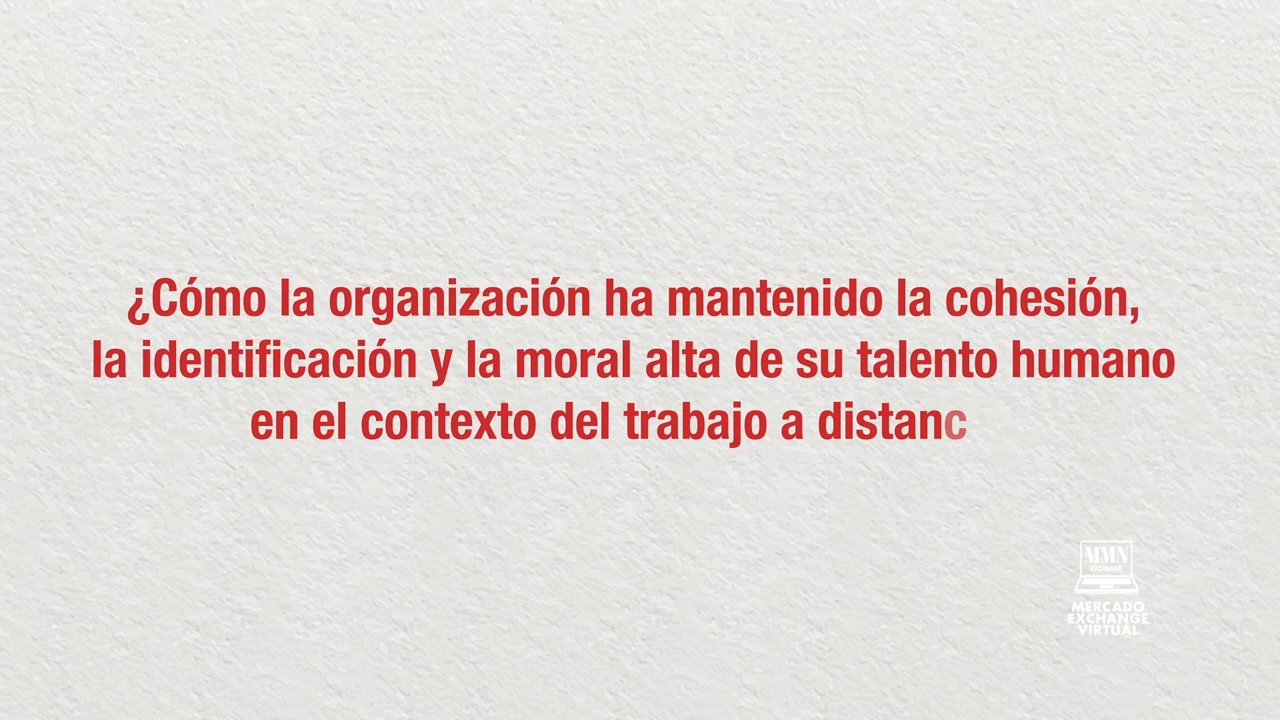 ¿Cómo la organización ha mantenido la cohesión,
la identificación y la moral alta de su talento humano
en el contexto del trabajo a distanc
MMN
EXCHANGE
MERCADO
EXCHANGE
VIRTUAL